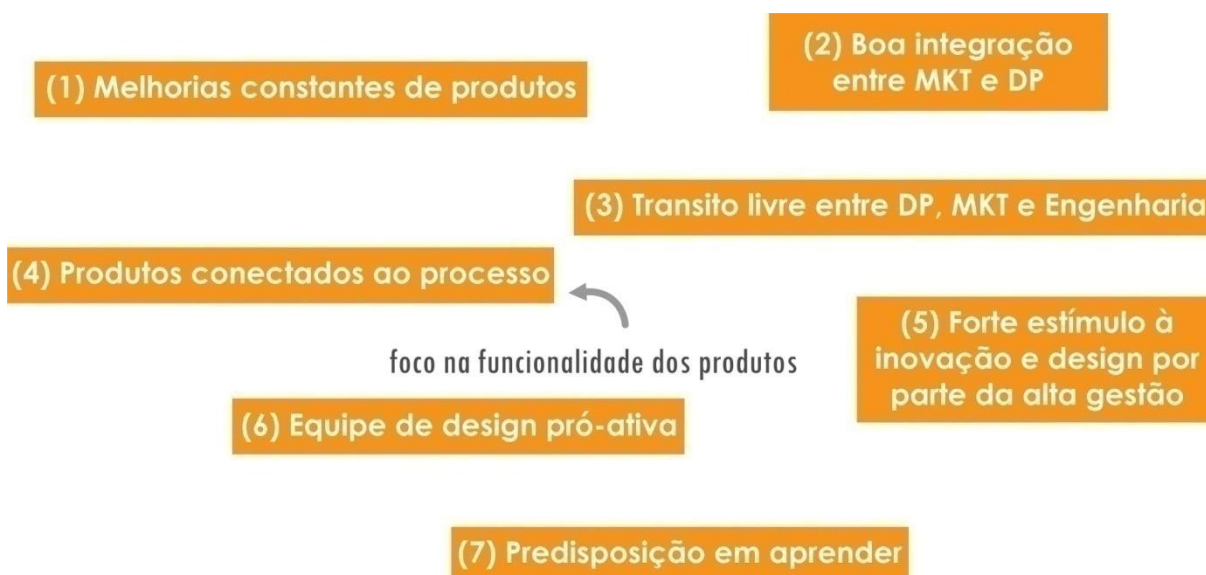 (1) Melhorias constantes de produtos
(2) Boa integração
entre MKT e DP
(3) Transito livre entre DP, MKT e Engenharia
(4) Produtos conectados ao processo
foco na funcionalidade dos produtos
(5) Forte estímulo à
inovação e design por
parte da alta gestão
(6) Equipe de design pró-ativa
(7) Predisposição em aprender